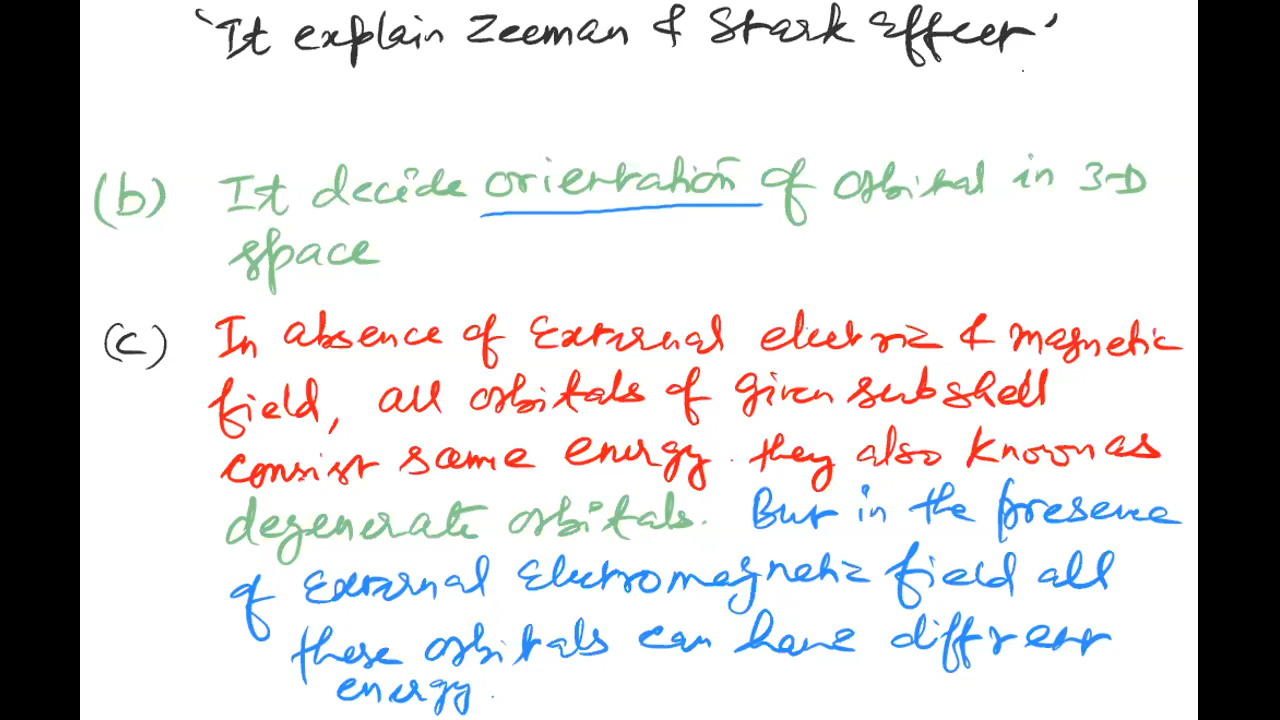 'It explain Zeeman & Stark Effect'
(b) It decide orientation of orbital in 3-D
space
(c) In absence of External electric & magnetic
field, all orbitals of given subshell
consist same energy. they also known as
degenerate orbitals. But in the presence
of External Electromagnetic field all
these orbitals can have different
energy.